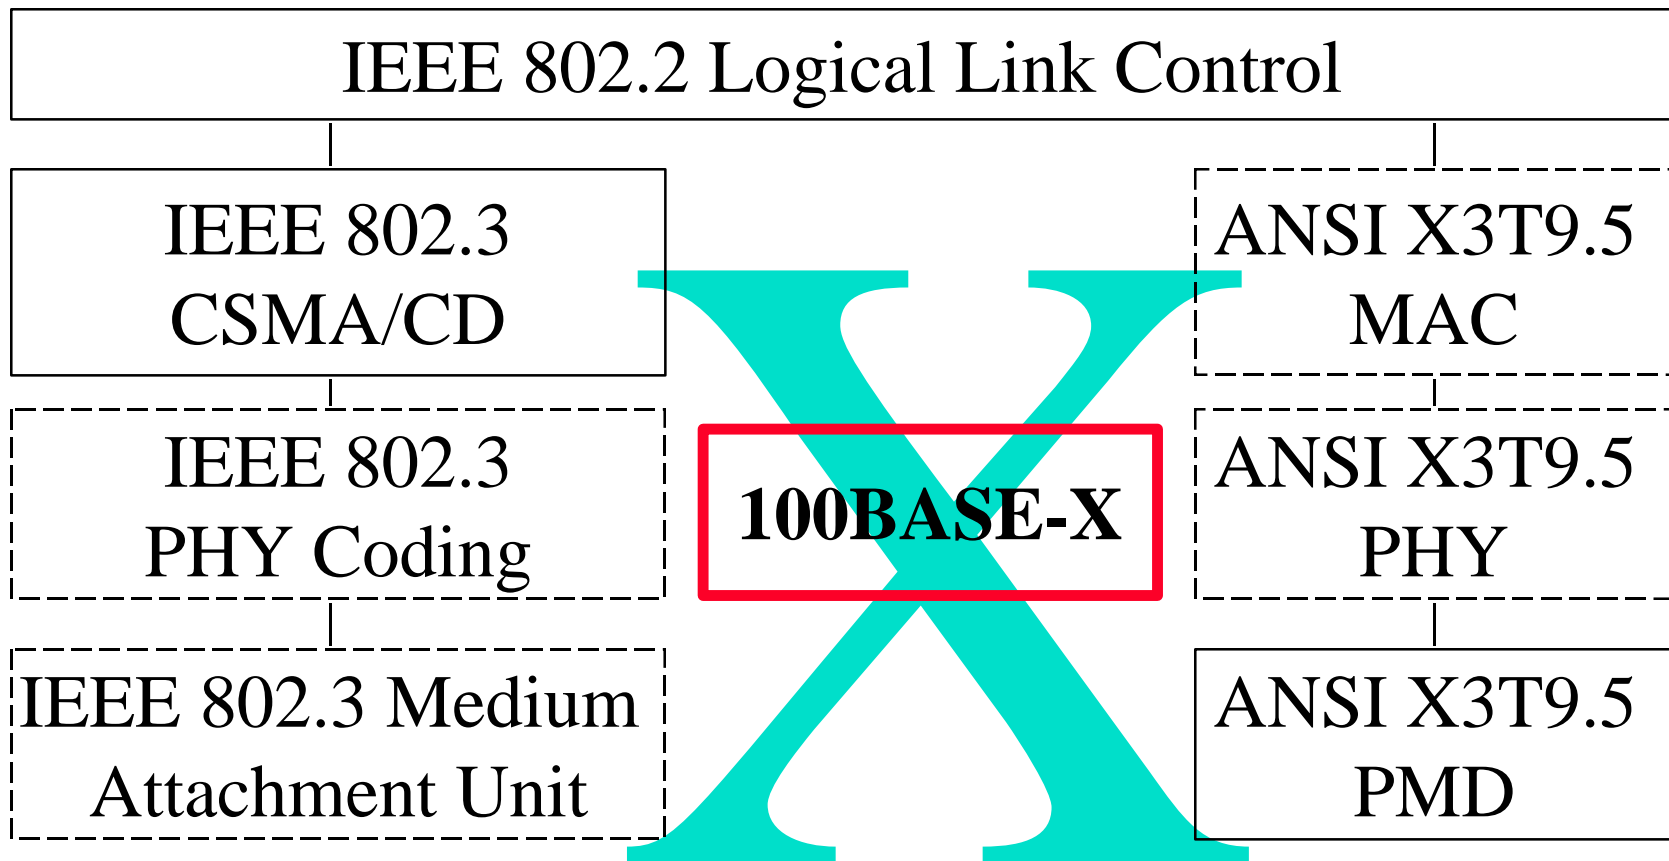 IEEE 802.2 Logical Link Control
IEEE 802.3
CSMA/CD
ANSI X3T9.5
MAC
IEEE 802.3
PHY Coding
100BASE-X
ANSI X3T9.5
PHY
IEEE 802.3 Medium
Attachment Unit
ANSI X3T9.5
PMD
X